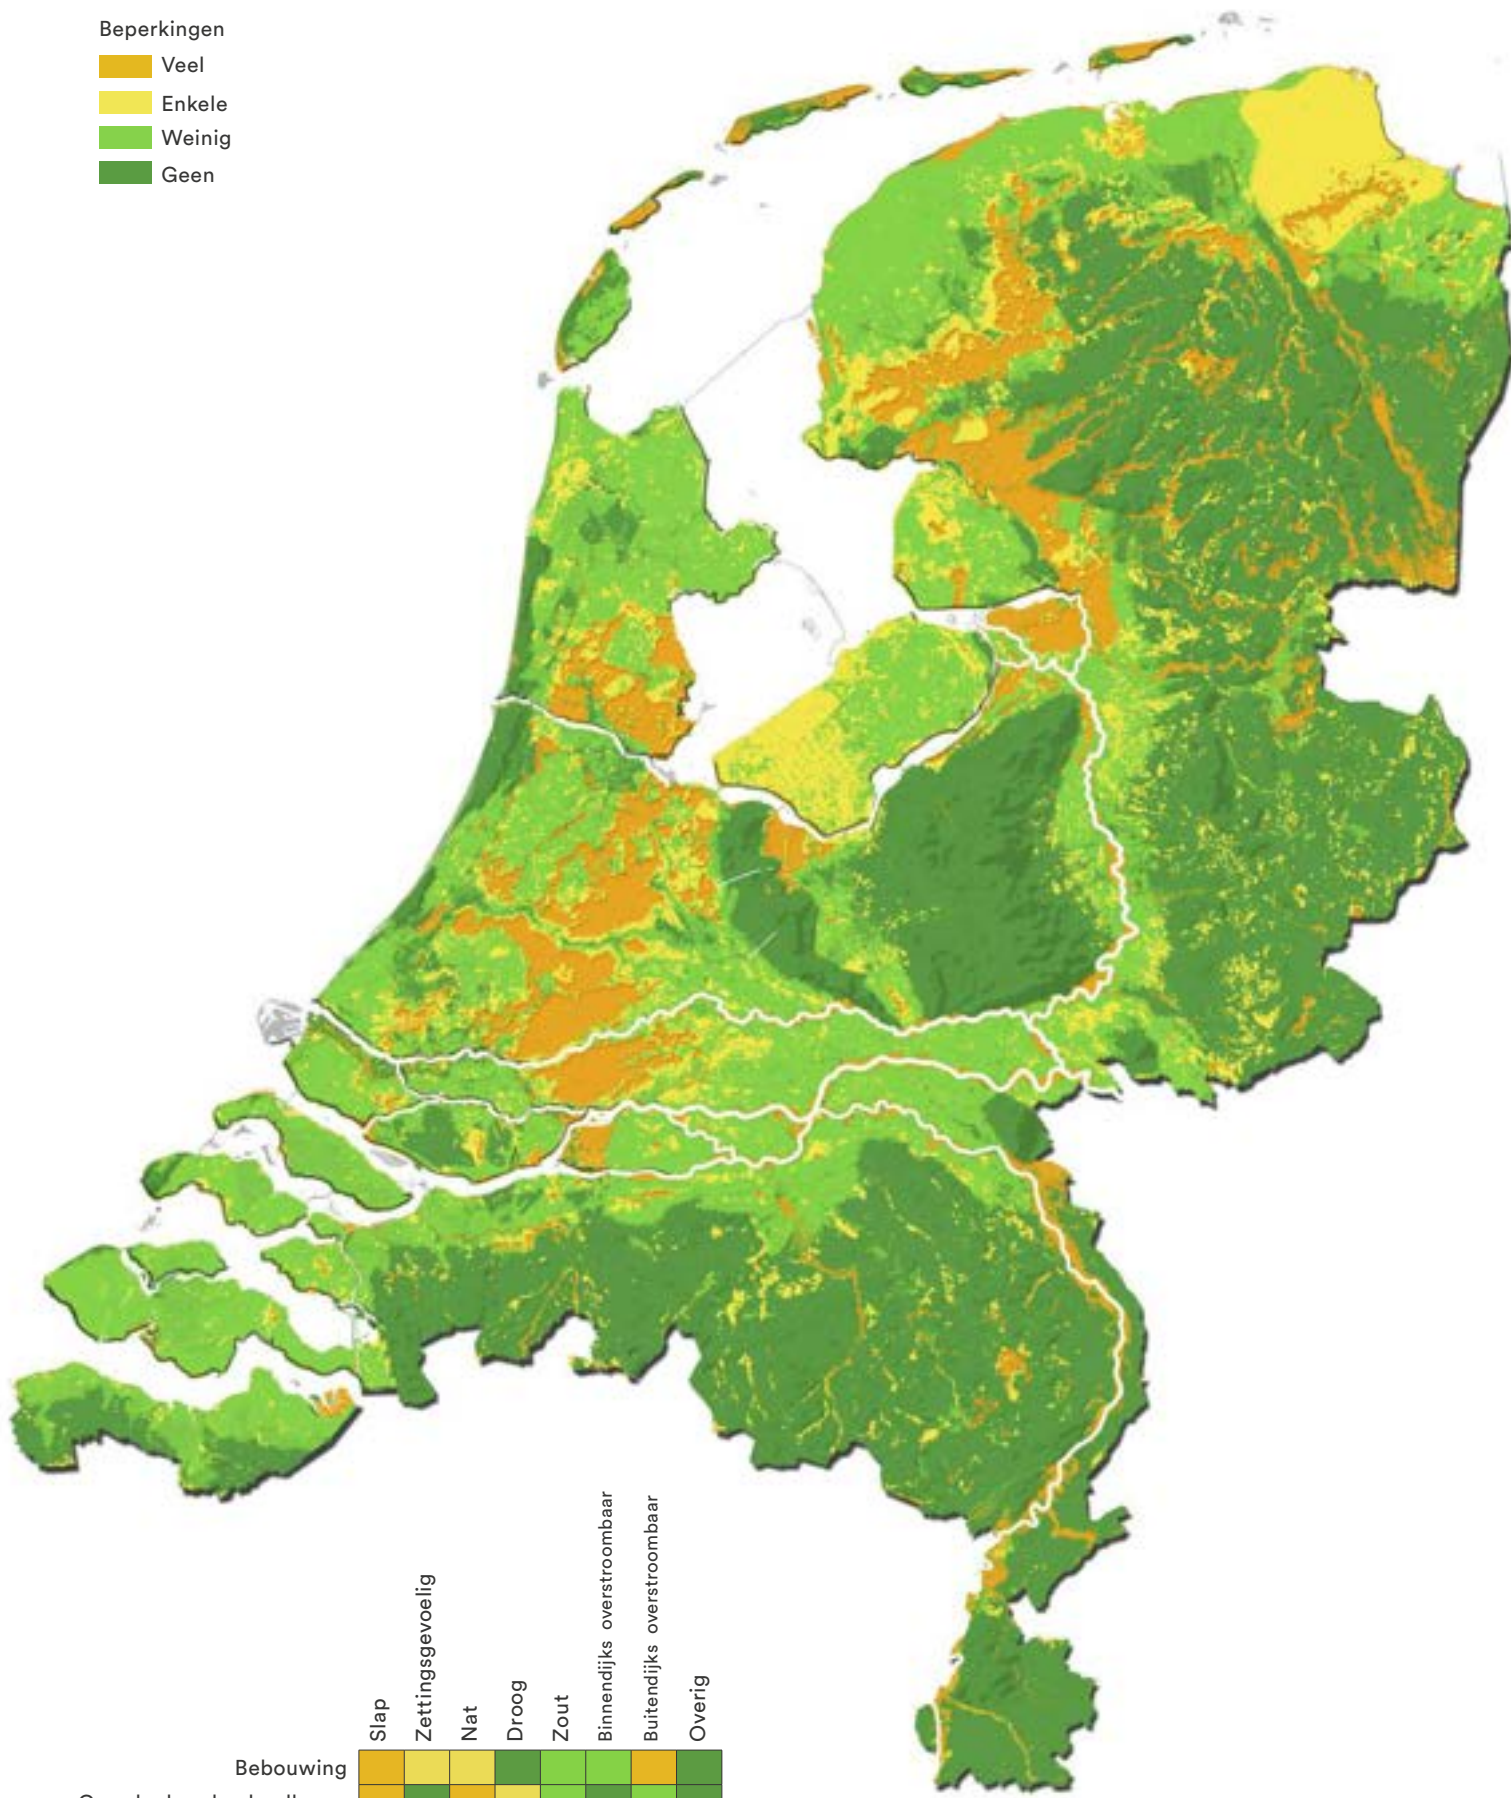 Beperkingen
Veel
Enkele
Weinig
Geen
Slap
Zettingsgevoelig
Nat
Droog
Zout
Binnendijks overstroombaar
Buitendijks overstroombaar
Overig
Bebouwing